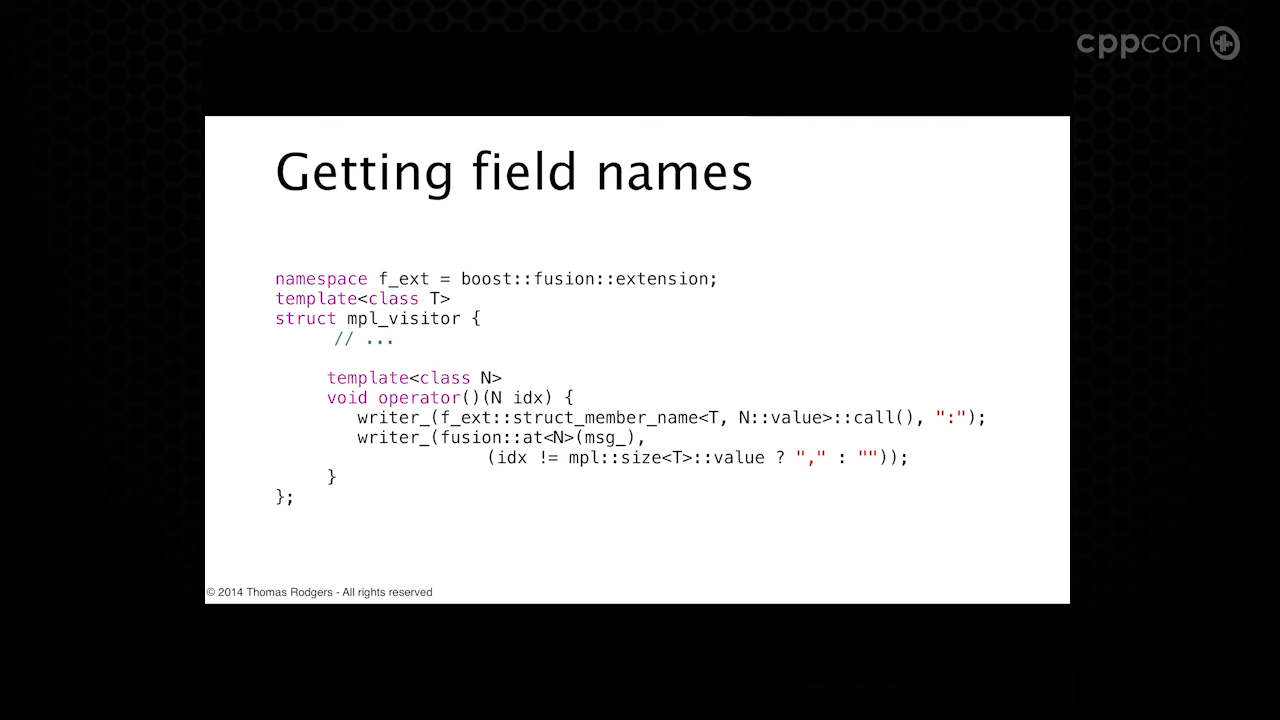 cppcon
Getting field names
namespace f_ext = boost::fusion::extension;
template<class T>
struct mpl_visitor {
// ...
template<class N>
void operator()(N idx) {
writer_(f_ext::struct_member_name<T, N::value>::call(), ":");
writer_(fusion::at<N>(msg_),
(idx != mpl::size<T>::value ? "," : ""));
}
};
© 2014 Thomas Rodgers - All rights reserved